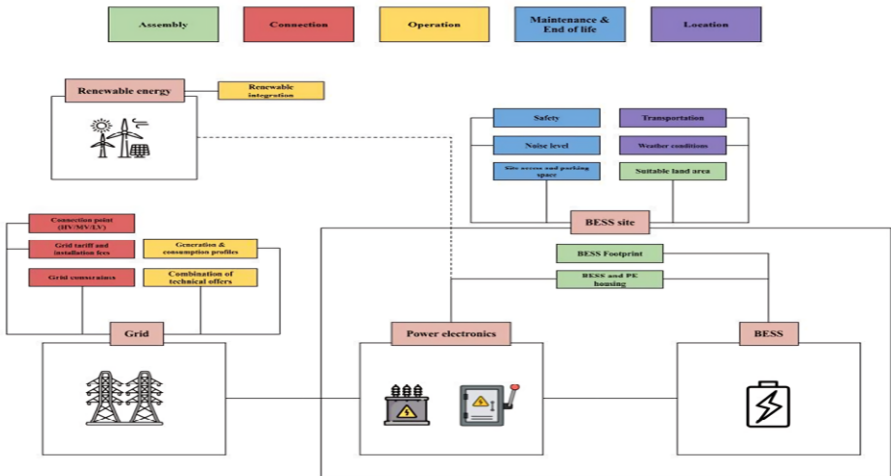 Assembly
Connection
Operation
Maintenance &
End of life
Location
Renewable energy
Renewable
integration
Safety
Transportation
Noise level
Weather conditions
Site access and parking
space
Suitable land area
Connection point
(HV/MV/LV)
BESS site
Grid tariff and
installation fees
Generation &
consumption profiles
BESS Footprint
Grid constraints
Combination of
technical offers
BESS and PE
housing
Grid
Power electronics
BESS